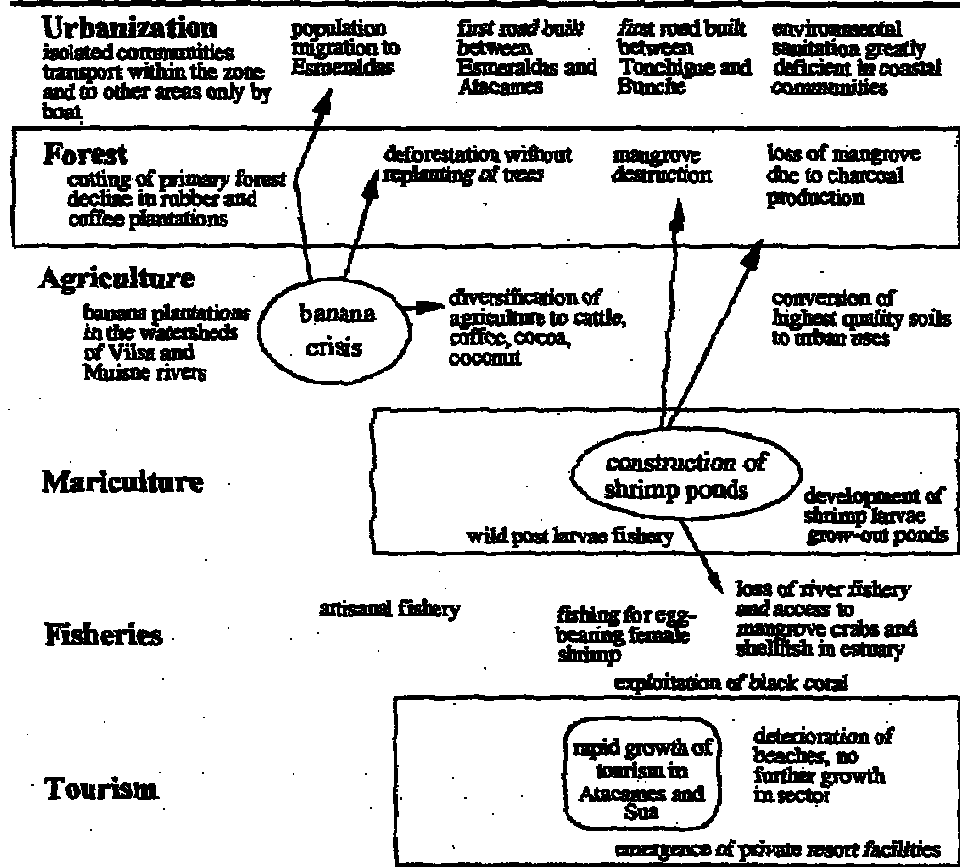 Urbanization
isolated communities
transport within the zone
and to other areas only by
boat
population
migration to
Esmeraldas
first road built
between
Esmeraldas and
Atacames
first road built
between
Tonchigue and
Bunche
environmental
sanitation greatly
deficient in coastal
communities
Forest
cutting of primary forest
decline in rubber and
coffee plantations
deforestation without
replanting of trees
mangrove
destruction
loss of mangrove
due to charcoal
production
Agriculture
banana plantations
in the watersheds
of Vilsa and
Muisne rivers
banana
crisis
diversification of
agriculture to cattle,
coffee, cocoa,
coconut
conversion of
highest quality soils
to urban uses
Mariculture
construction of
shrimp ponds
wild post larvae fishery
development of
shrimp larvae
grow-out ponds
Fisheries
artisanal fishery
fishing for egg-
bearing female
shrimp
loss of river fishery
and access to
mangrove crabs and
shellfish in estuary
exploitation of black coral
Tourism
rapid growth of
tourism in
Atacames and
Sua
deterioration of
beaches, no
further growth
in sector
emergence of private resort facilities